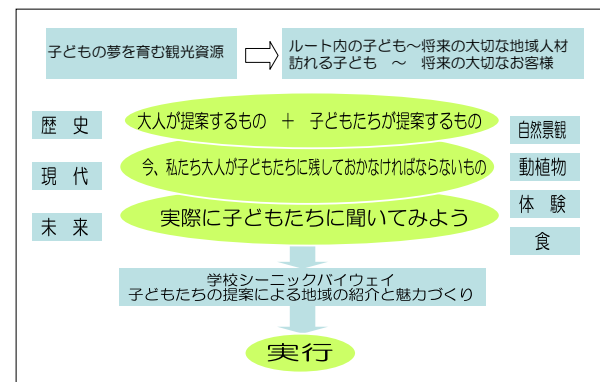 子どもの夢を育む観光資源
ルート内の子ども～将来の大切な地域人材
訪れる子ども　～　将来の大切なお客様
大人が提案するもの　＋　子どもたちが提案するもの
今、私たち大人が子どもたちに残しておかなければならないもの
実際に子どもたちに聞いてみよう
歴　史
現　代
未　来
自然景観
動植物
体　験
食
学校シーニックバイウェイ
子どもたちの提案による地域の紹介と魅力づくり
実行